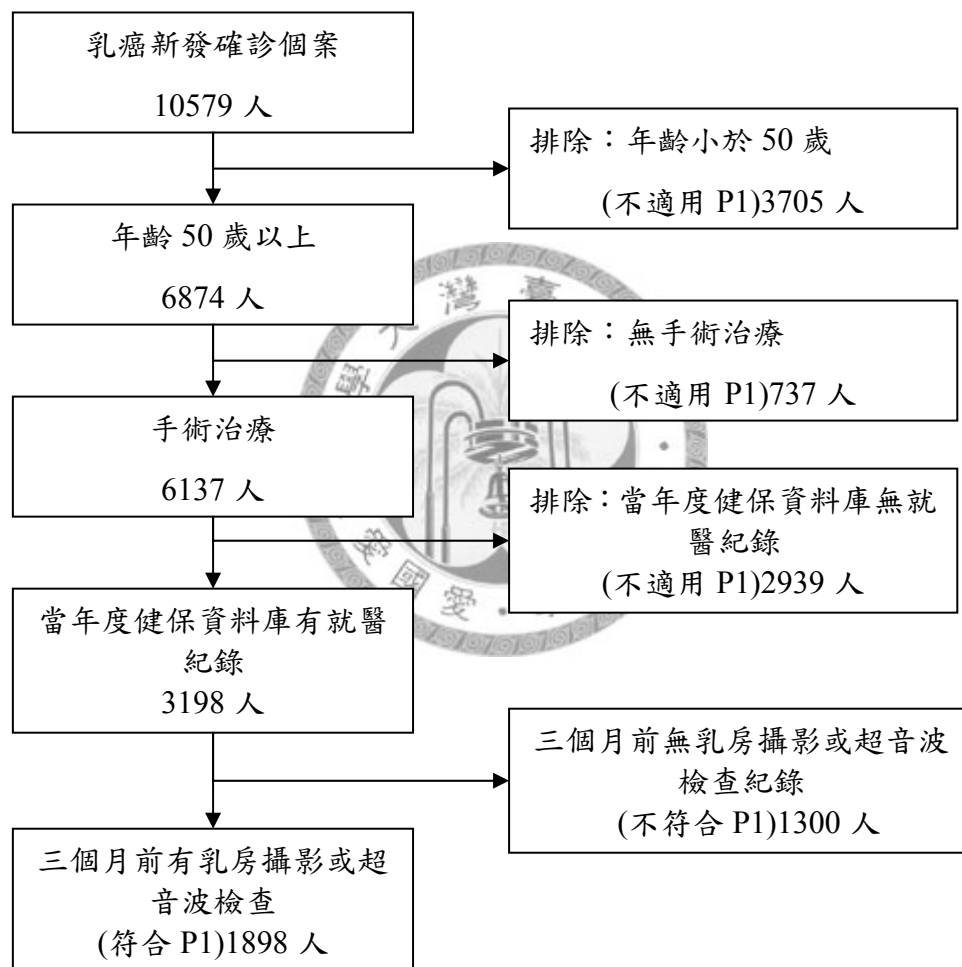 乳癌新發確診個案
10579 人
排除：年齡小於 50 歲
(不適用 P1)3705 人
年齡 50 歲以上
6874 人
排除：無手術治療
(不適用 P1)737 人
手術治療
6137 人
排除：當年度健保資料庫無就
醫紀錄
(不適用 P1)2939 人
當年度健保資料庫有就醫
紀錄
3198 人
三個月前無乳房攝影或超音波
檢查紀錄
(不符合 P1)1300 人
三個月前有乳房攝影或超
音波檢查
(符合 P1)1898 人
灣 臺
學
愛 國 愛